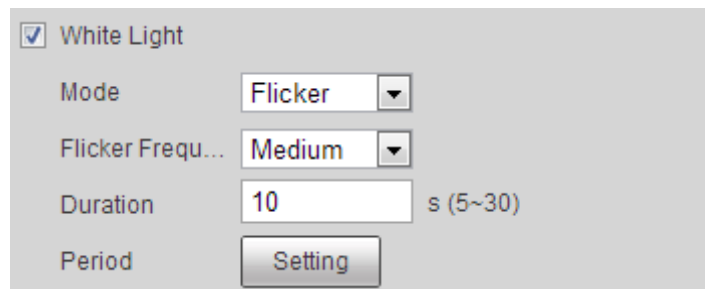 White Light
Mode Flicker
Flicker Frequ... Medium
Duration 10 s (5~30)
Period Setting